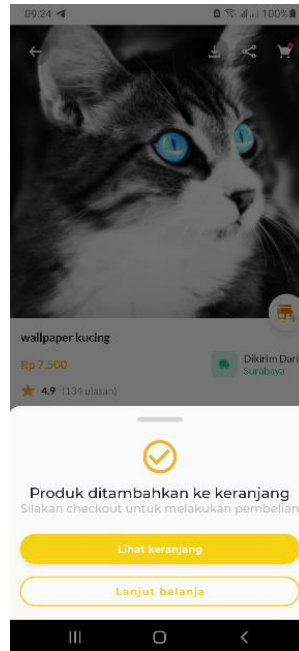 09:24 100%
wallpaper kucing
Rp 7.500
Dikirim Dari
Surabaya
4.9 (134 ulasan)
Produk ditambahkan ke keranjang
Silakan checkout untuk melakukan pembelian
Lihat keranjang
Lanjut belanja